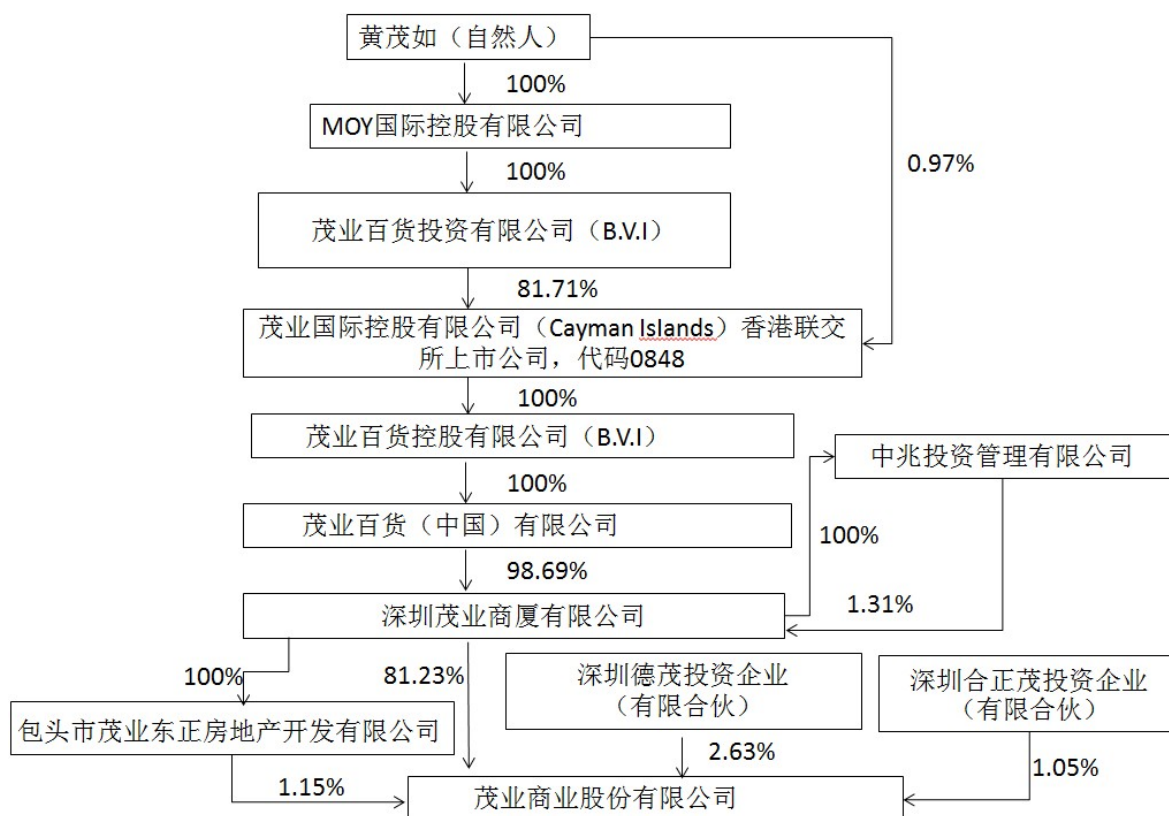 黄茂如（自然人）
100%
MOY国际控股有限公司
0.97%
100%
茂业百货投资有限公司（B.V.I）
81.71%
茂业国际控股有限公司（Cayman Islands）香港联交
所上市公司，代码0848
100%
茂业百货控股有限公司（B.V.I）
中兆投资管理有限公司
100%
茂业百货（中国）有限公司
100%
98.69%
1.31%
深圳茂业商厦有限公司
100%
81.23%
深圳德茂投资企业
（有限合伙）
深圳合正茂投资企业
（有限合伙）
包头市茂业东正房地产开发有限公司
2.63%
1.05%
1.15%
茂业商业股份有限公司